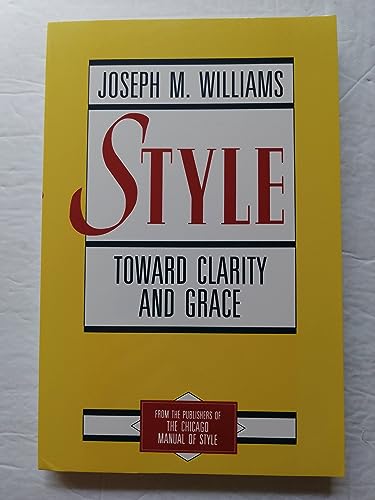 JOSEPH M. WILLIAMS
STYLE
TOWARD CLARITY
AND GRACE
FROM THE PUBLISHERS OF
THE CHICAGO
MANUAL OF STYLE